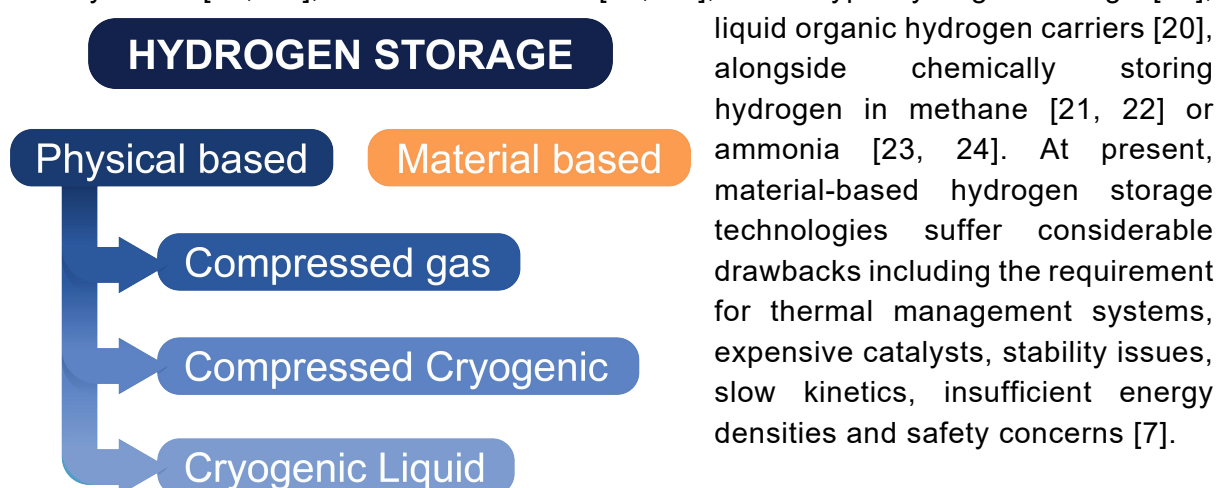 HYDROGEN STORAGE
Physical based
Material based
Compressed gas
Compressed Cryogenic
Cryogenic Liquid
liquid organic hydrogen carriers [20],
alongside chemically storing
hydrogen in methane [21, 22] or
ammonia [23, 24]. At present,
material-based hydrogen storage
technologies suffer considerable
drawbacks including the requirement
for thermal management systems,
expensive catalysts, stability issues,
slow kinetics, insufficient energy
densities and safety concerns [7].